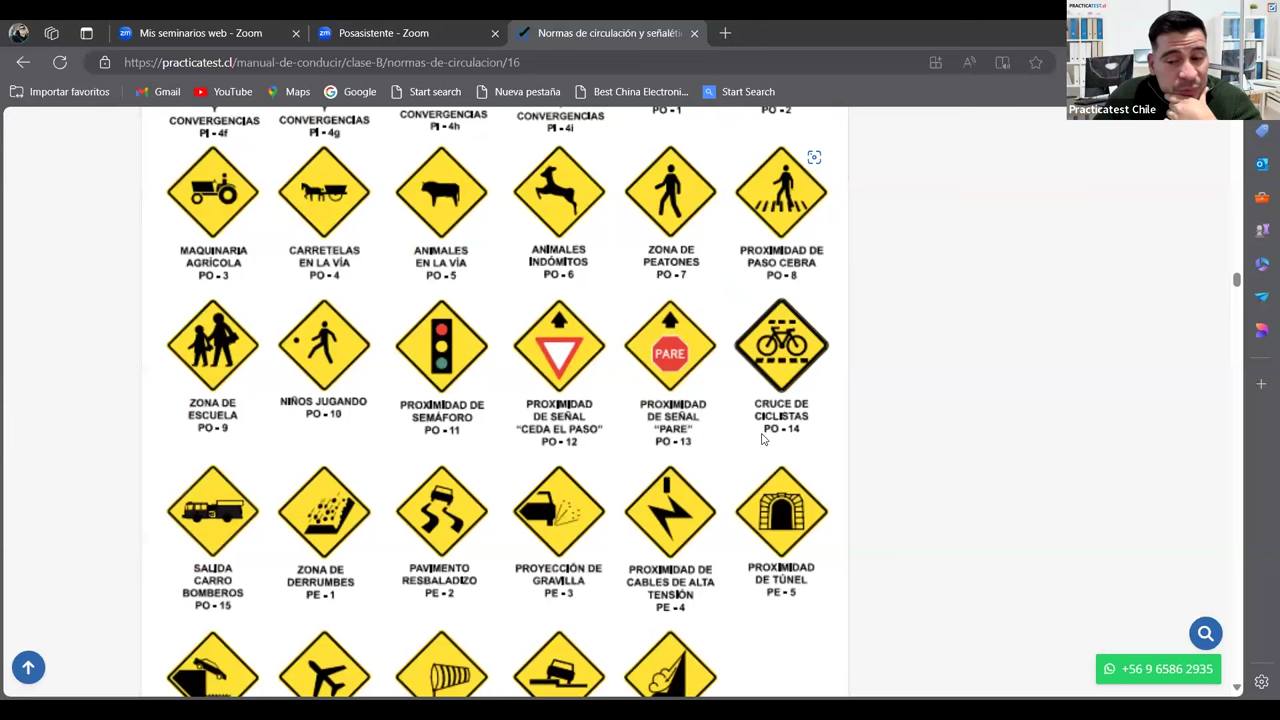 Mis seminarios web - Zoom
Posasistente - Zoom
Normas de circulación y señaléti
https://practicatest.cl/manual-de-conducir/clase-B/normas-de-circulacion/16
Importar favoritos
Gmail
YouTube
Maps
Google
Start search
Nueva pestaña
Best China Electroni...
Start Search
PRACTICATEST.cl
Practicatest Chile
CONVERGENCIAS
PI - 4f
CONVERGENCIAS
PI - 4g
CONVERGENCIAS
PI - 4h
CONVERGENCIAS
PI - 4i
PO - 1
PO - 2
MAQUINARIA
AGRÍCOLA
PO - 3
CARRETELAS
EN LA VÍA
PO - 4
ANIMALES
EN LA VÍA
PO - 5
ANIMALES
INDÓMITOS
PO - 6
ZONA DE
PEATONES
PO - 7
PROXIMIDAD DE
PASO CEBRA
PO - 8
ZONA DE
ESCUELA
PO - 9
NIÑOS JUGANDO
PO - 10
PROXIMIDAD DE
SEMÁFORO
PO - 11
PROXIMIDAD
DE SEÑAL
"CEDA EL PASO"
PO - 12
PARE
PROXIMIDAD
DE SEÑAL
"PARE"
PO - 13
CRUCE DE
CICLISTAS
PO - 14
SALIDA
CARRO
BOMBEROS
PO - 15
ZONA DE
DERRUMBES
PE - 1
PAVIMENTO
RESBALADIZO
PE - 2
PROYECCIÓN DE
GRAVILLA
PE - 3
PROXIMIDAD DE
CABLES DE ALTA
TENSIÓN
PE - 4
PROXIMIDAD
DE TÚNEL
PE - 5
+56 9 6586 2935